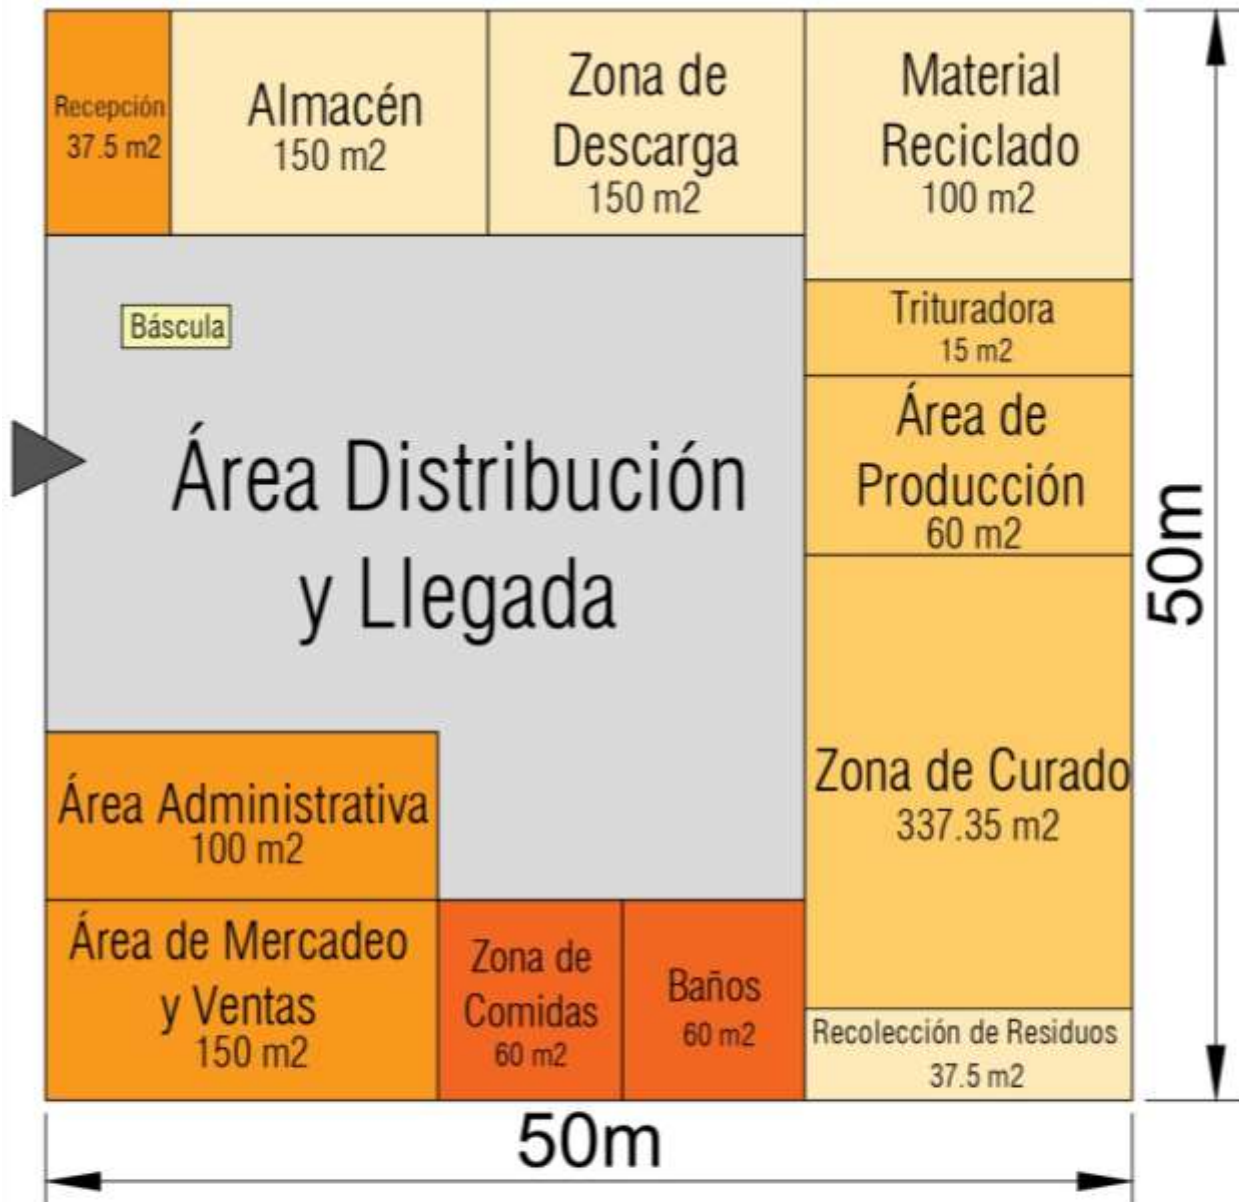 Recepción
37.5 m2
Almacén
150 m2
Zona de
Descarga
150 m2
Material
Reciclado
100 m2
Báscula
Trituradora
15 m2
Área de
Producción
60 m2
Área Distribución
y Llegada
50m
Zona de Curado
337.35 m2
Área Administrativa
100 m2
Área de Mercadeo
y Ventas
150 m2
Zona de
Comidas
60 m2
Baños
60 m2
Recolección de Residuos
37.5 m2
50m